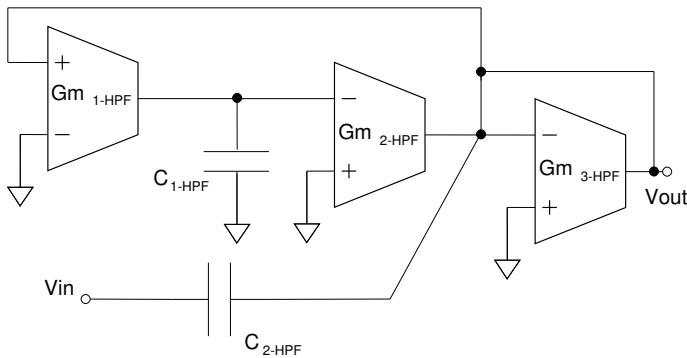 +
Gm 1-HPF
−
−
Gm 2-HPF
+
−
Gm 3-HPF
+
Vout
C1-HPF
Vin
C2-HPF